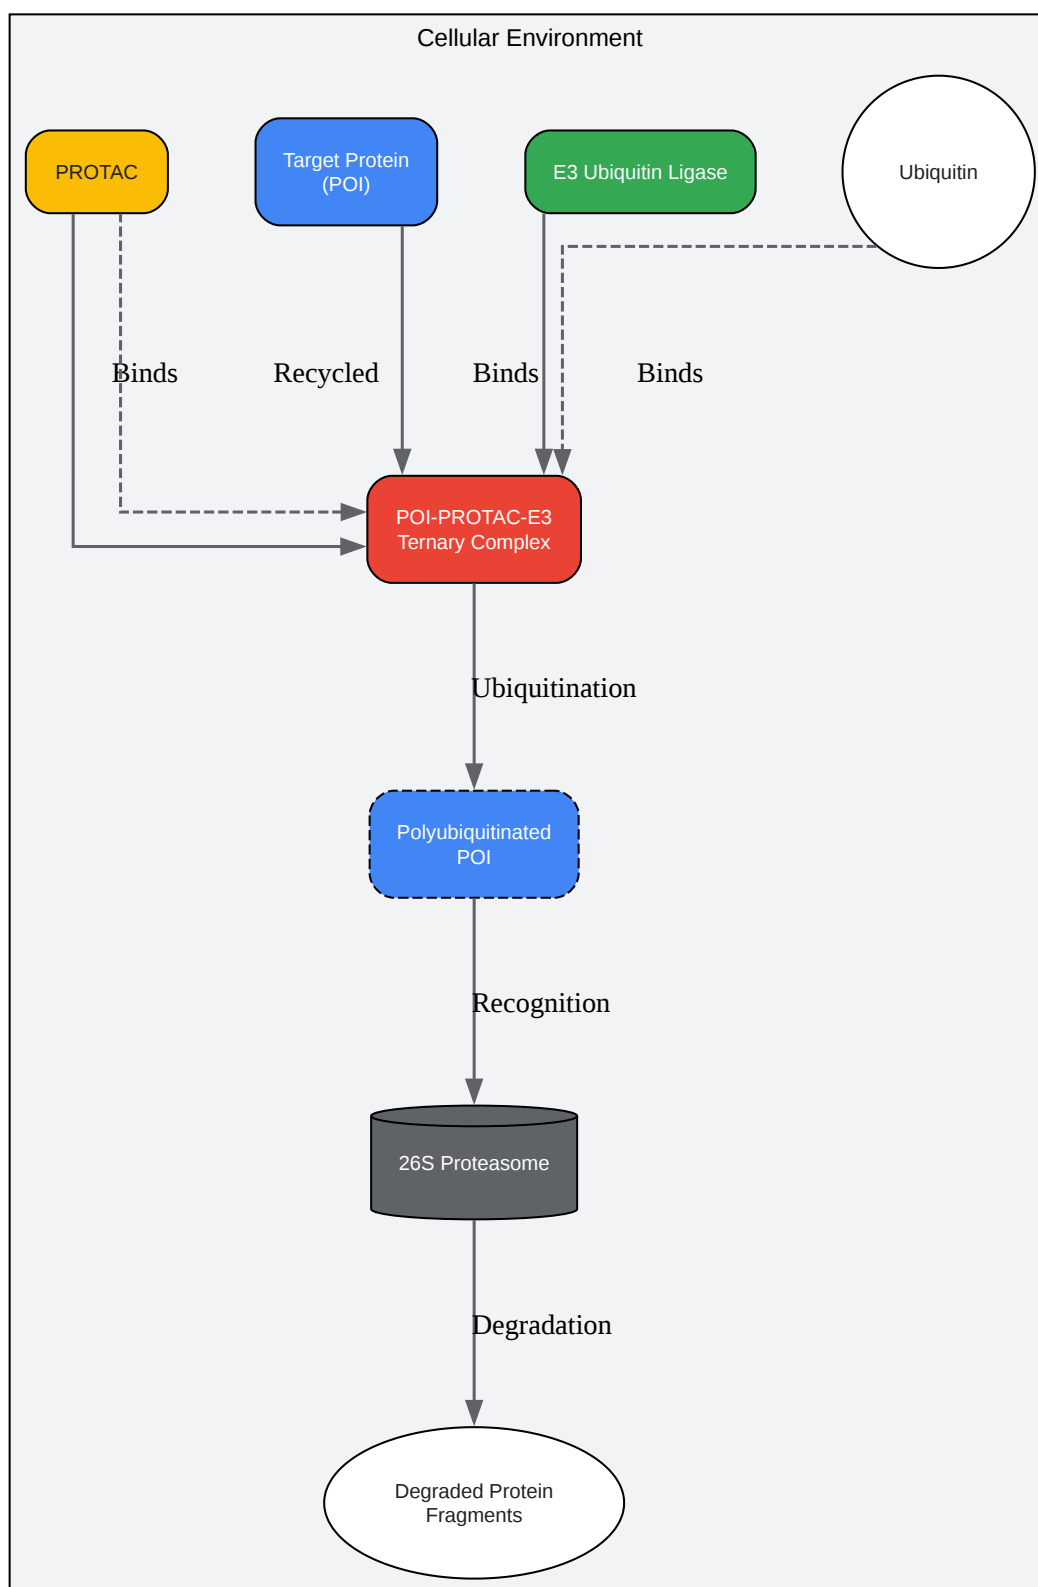 Cellular Environment
PROTAC
Target Protein
(POI)
E3 Ubiquitin Ligase
Ubiquitin
Binds
Recycled
Binds
Binds
POI-PROTAC-E3
Ternary Complex
Ubiquitination
Polyubiquitinated
POI
Recognition
26S Proteasome
Degradation
Degraded Protein
Fragments